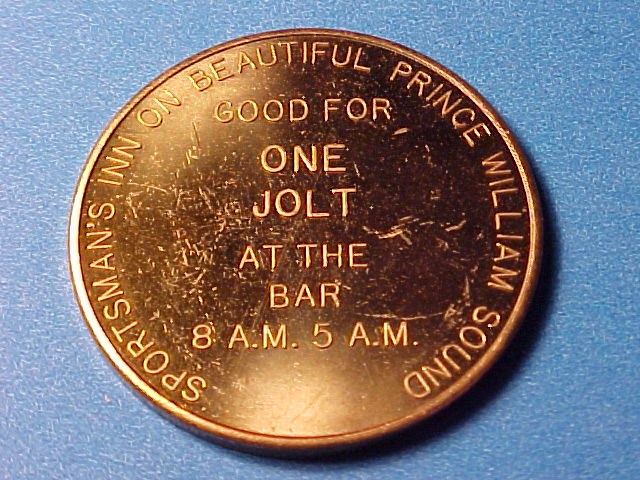 SPORTSMAN'S INN ON BEAUTIFUL PRINCE WILLIAM SOUND
GOOD FOR
ONE
JOLT
AT THE
BAR
8 A.M. 5 A.M.